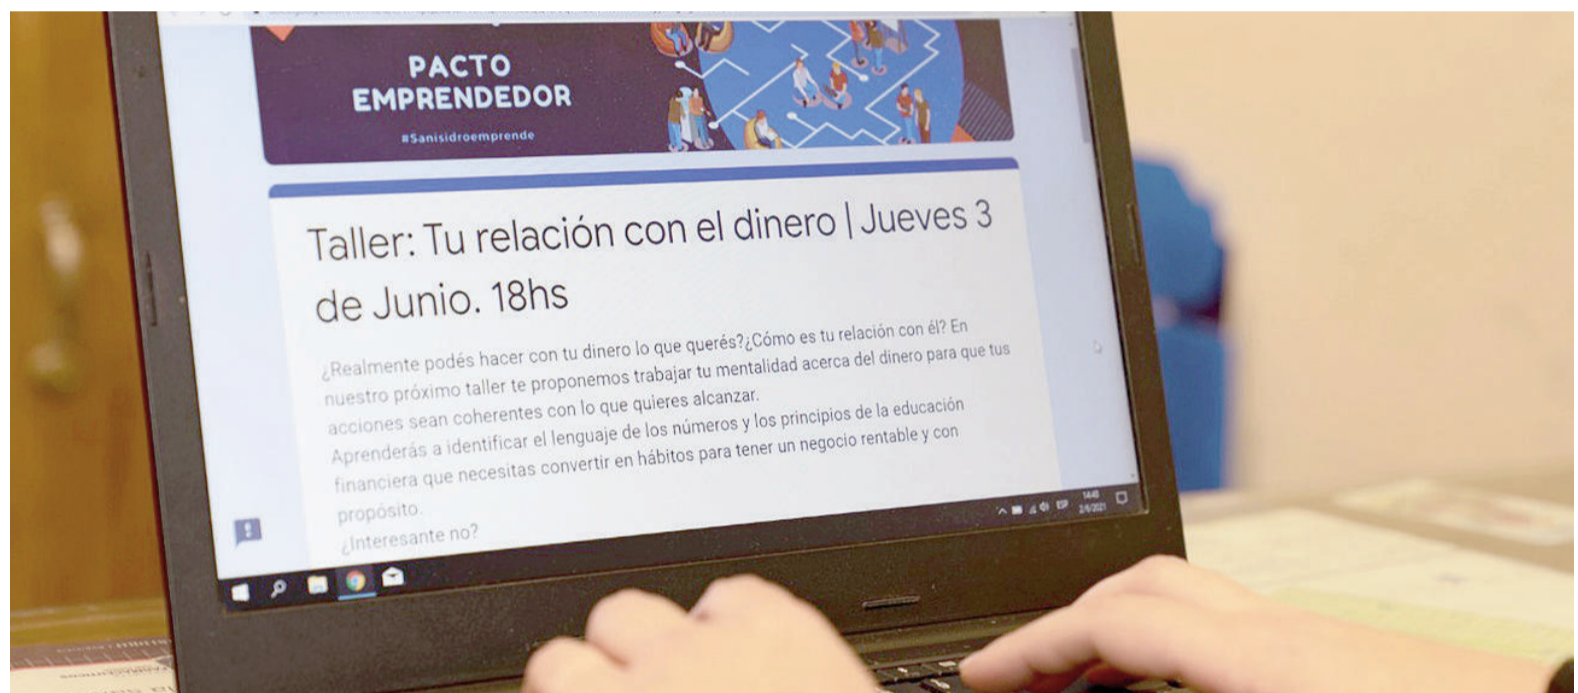 PACTO
EMPRENDEDOR
#Sanisidroemprende
Taller: Tu relación con el dinero | Jueves 3
de Junio. 18hs
¿Realmente podés hacer con tu dinero lo que querés?¿Cómo es tu relación con él? En
nuestro próximo taller te proponemos trabajar tu mentalidad acerca del dinero para que tus
acciones sean coherentes con lo que quieres alcanzar.
Aprenderás a identificar el lenguaje de los números y los principios de la educación
financiera que necesitas convertir en hábitos para tener un negocio rentable y con
propósito.
¿Interesante no?
ESP
2/6/2021